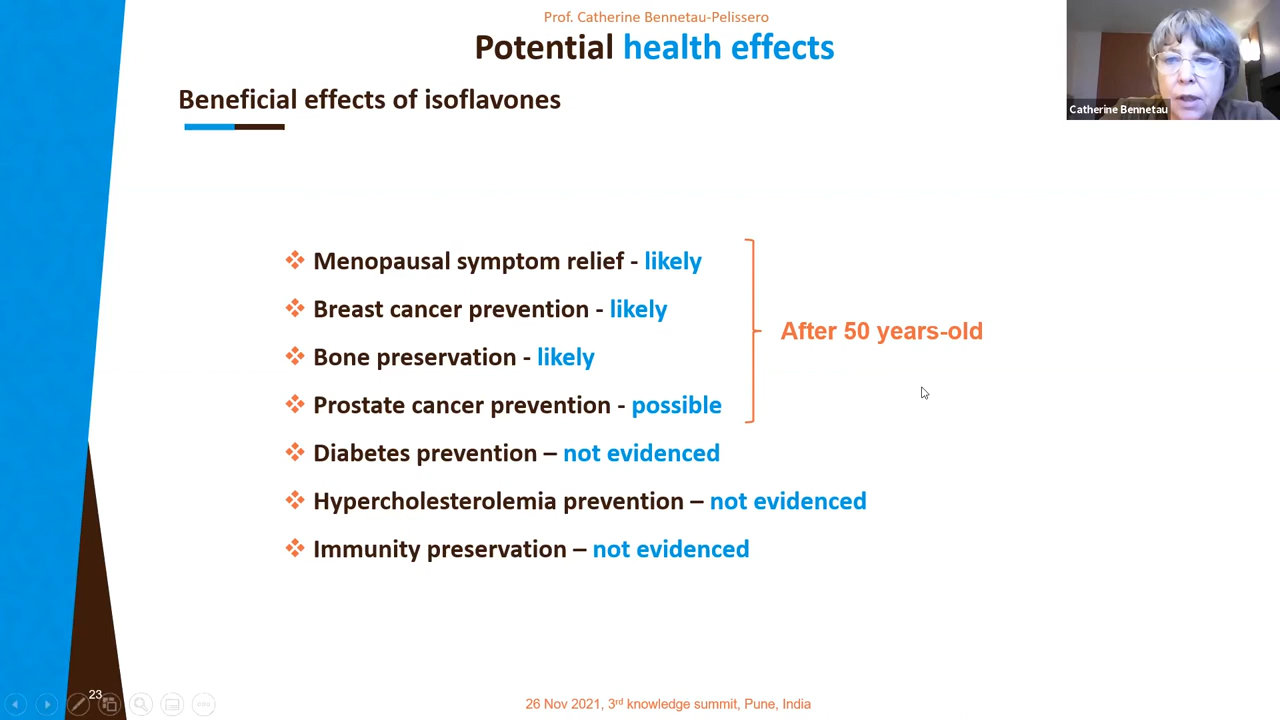 Prof. Catherine Bennetau-Pelissero
Potential health effects
Beneficial effects of isoflavones
Catherine Bennetau
Menopausal symptom relief - likely
Breast cancer prevention - likely
Bone preservation - likely
Prostate cancer prevention - possible
After 50 years-old
Diabetes prevention – not evidenced
Hypercholesterolemia prevention – not evidenced
Immunity preservation – not evidenced
23
26 Nov 2021, 3rd knowledge summit, Pune, India